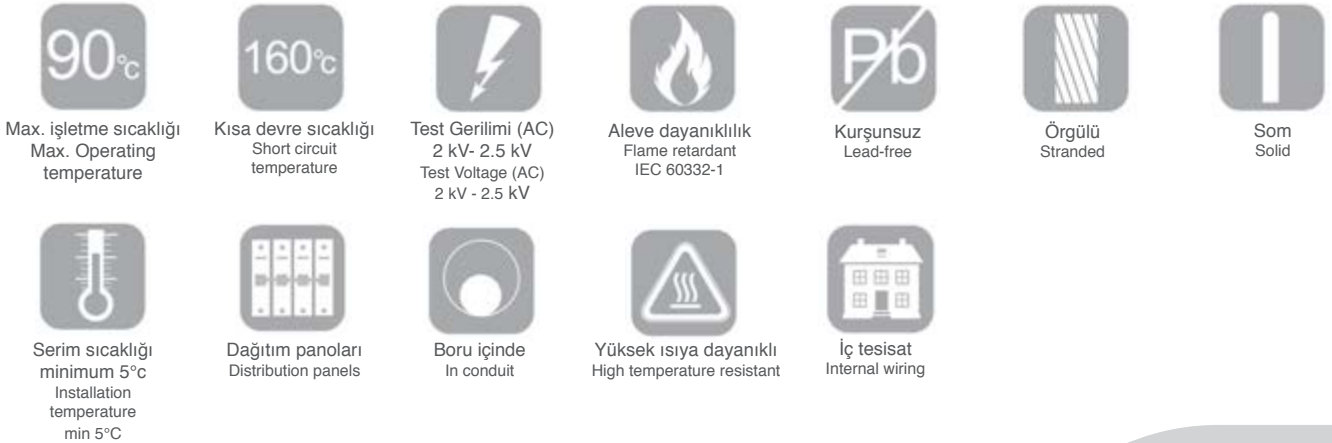 90°C
Max. işletme sıcaklığı
Max. Operating
temperature
160°C
Kısa devre sıcaklığı
Short circuit
temperature
Test Gerilimi (AC)
2 kV- 2.5 kV
Test Voltage (AC)
2 kV - 2.5 kV
Aleve dayanıklılık
Flame retardant
IEC 60332-1
Pb
Kurşunsuz
Lead-free
Örgülü
Stranded
Som
Solid
Serim sıcaklığı
minimum 5°c
Installation
temperature
min 5°C
Dağıtım panoları
Distribution panels
Boru içinde
In conduit
Yüksek ısıya dayanıklı
High temperature resistant
İç tesisat
Internal wiring